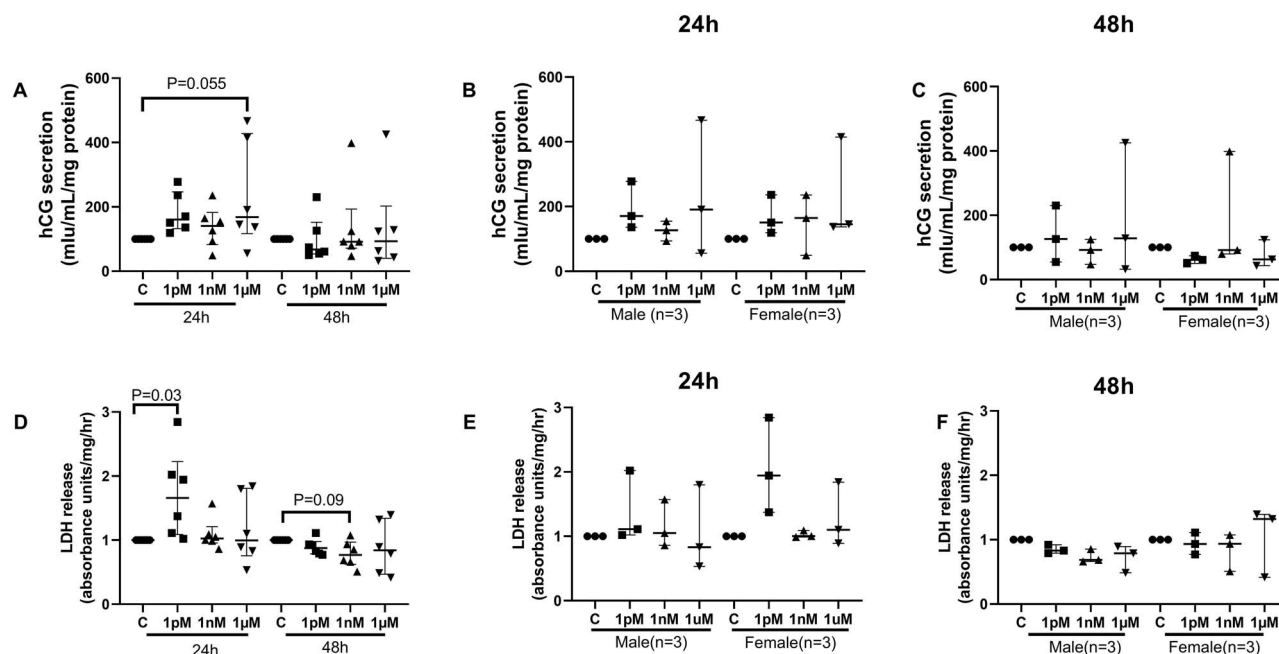 24h
48h
A
hCG secretion
(mIu/mL/mg protein)
600
400
200
0
P=0.055
C
1pM
1nM
1µM
C
1pM
1nM
1µM
24h
48h
B
hCG secretion
(mIu/mL/mg protein)
600
400
200
0
C
1pM
1nM
1µM
C
1pM
1nM
1µM
Male (n=3)
Female(n=3)
C
hCG secretion
(mIu/mL/mg protein)
600
400
200
0
C
1pM
1nM
1µM
C
1pM
1nM
1µM
Male(n=3)
Female(n=3)
24h
48h
D
LDH release
(absorbance units/mg/hr)
3
2
1
0
P=0.03
P=0.09
C
1pM
1nM
1µM
C
1pM
1nM
1µM
24h
48h
E
LDH release
(absorbance units/mg/hr)
3
2
1
0
C
1pM
1nM
1uM
C
1pM
1nM
1uM
Male(n=3)
Female(n=3)
F
LDH release
(absorbance units/mg/hr)
3
2
1
0
C
1pM
1nM
1µM
C
1pM
1nM
1µM
Male(n=3)
Female(n=3)